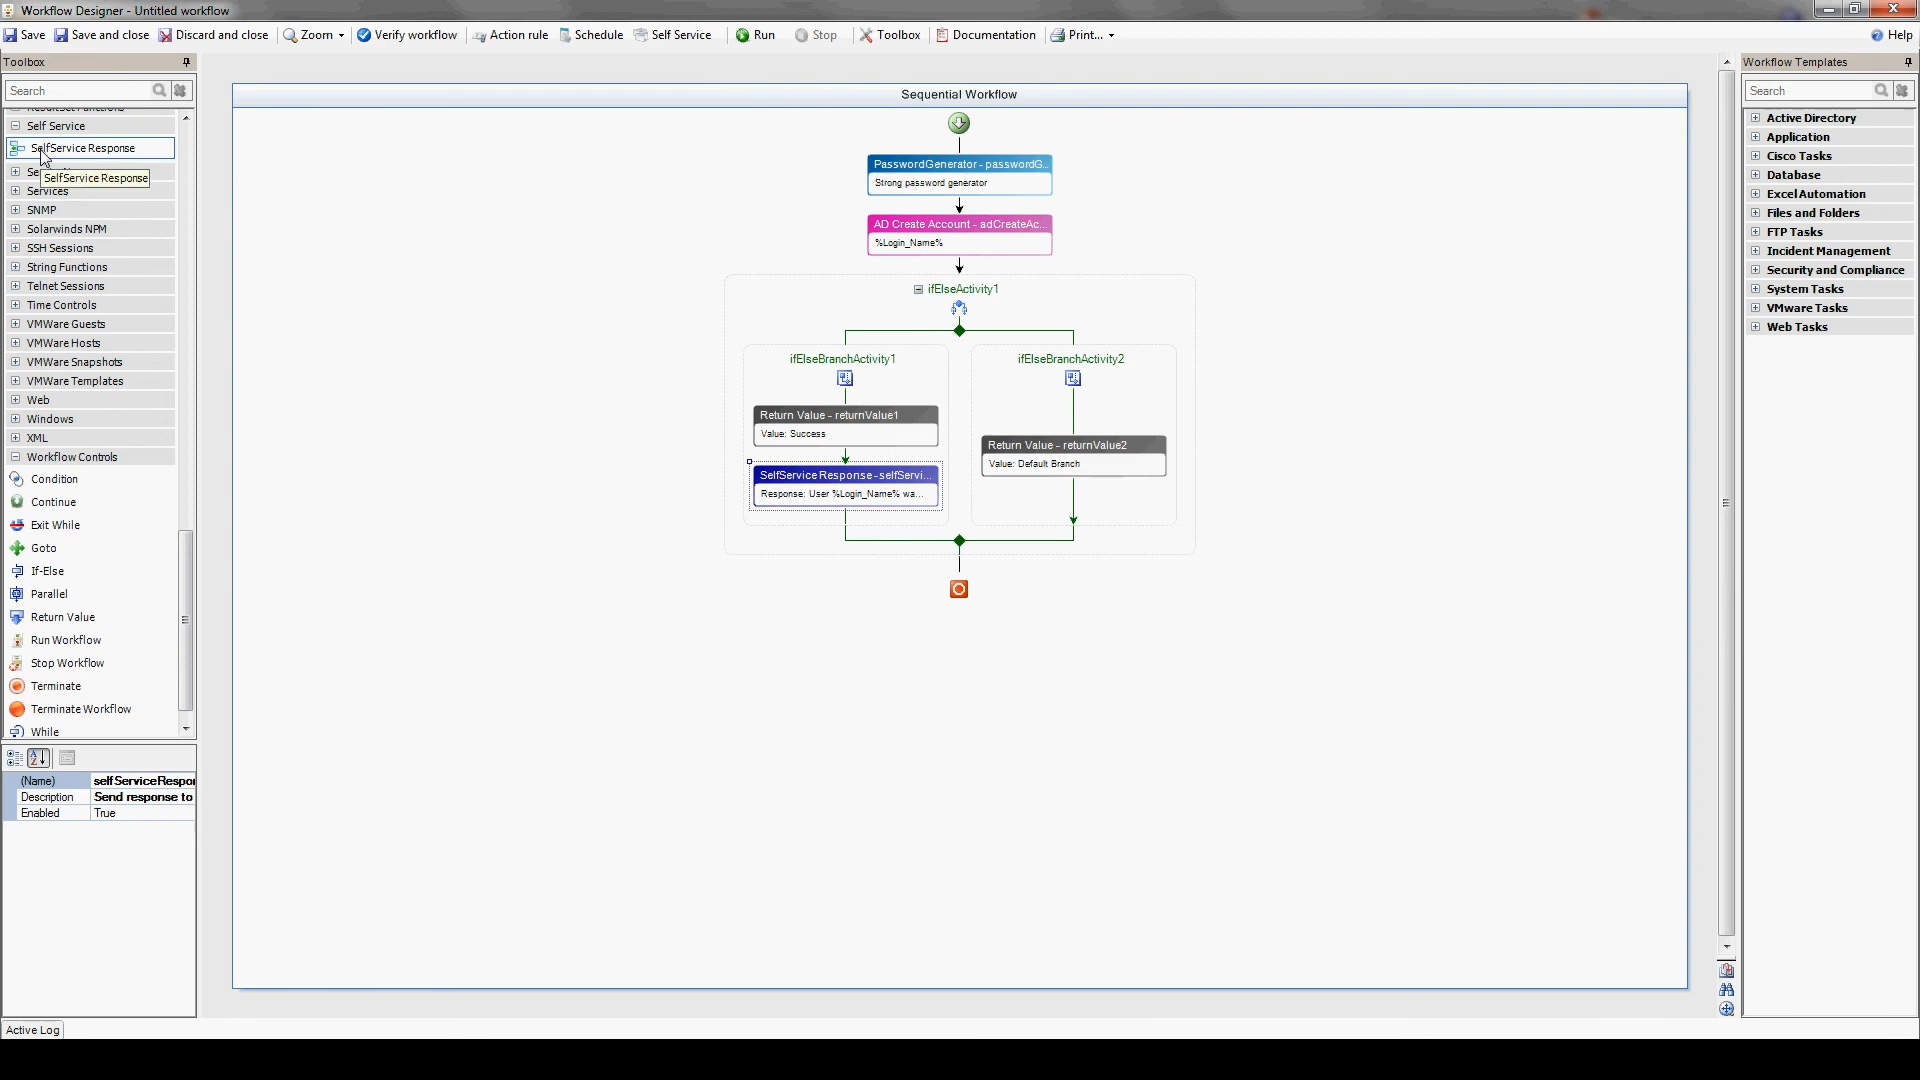 Workflow Designer - Untitled workflow
Save
Save and close
Discard and close
Zoom
Verify workflow
Action rule
Schedule
Self Service
Run
Stop
Toolbox
Documentation
Print...
Help
Toolbox
Search
Self Service
SelfService Response
SelfService Response
Services
SNMP
Solarwinds NPM
SSH Sessions
String Functions
Telnet Sessions
Time Controls
VMWare Guests
VMWare Hosts
VMWare Snapshots
VMWare Templates
Web
Windows
XML
Workflow Controls
Condition
Continue
Exit While
Goto
If-Else
Parallel
Return Value
Run Workflow
Stop Workflow
Terminate
Terminate Workflow
While
(Name) selfServiceRespon
Description Send response to
Enabled True
Active Log
Sequential Workflow
PasswordGenerator - passwordG...
Strong password generator
AD Create Account - adCreateAc...
%Login_Name%
ifElseActivity1
ifElseBranchActivity1
ifElseBranchActivity2
Return Value - returnValue1
Value: Success
Return Value - returnValue2
Value: Default Branch
SelfService Response - selfServi...
Response: User %Login_Name% wa...
Workflow Templates
Search
Active Directory
Application
Cisco Tasks
Database
Excel Automation
Files and Folders
FTP Tasks
Incident Management
Security and Compliance
System Tasks
VMware Tasks
Web Tasks